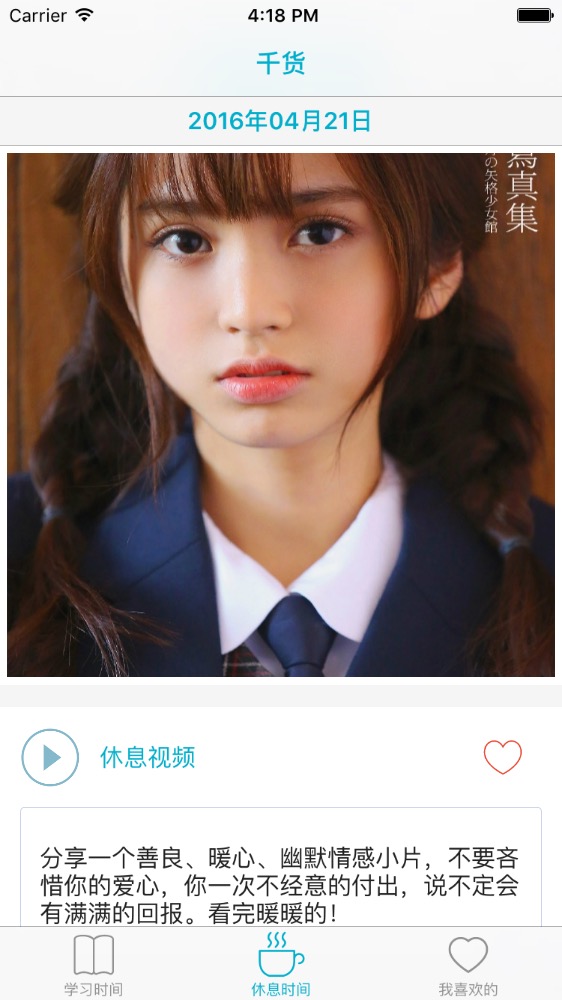 Carrier
4:18 PM
千货
2016年04月21日
寫真集
の矢格少女館
休息视频
分享一个善良、暖心、幽默情感小片，不要吝
惜你的爱心，你一次不经意的付出，说不定会
有满满的回报。看完暖暖的！
学习时间
休息时间
我喜欢的